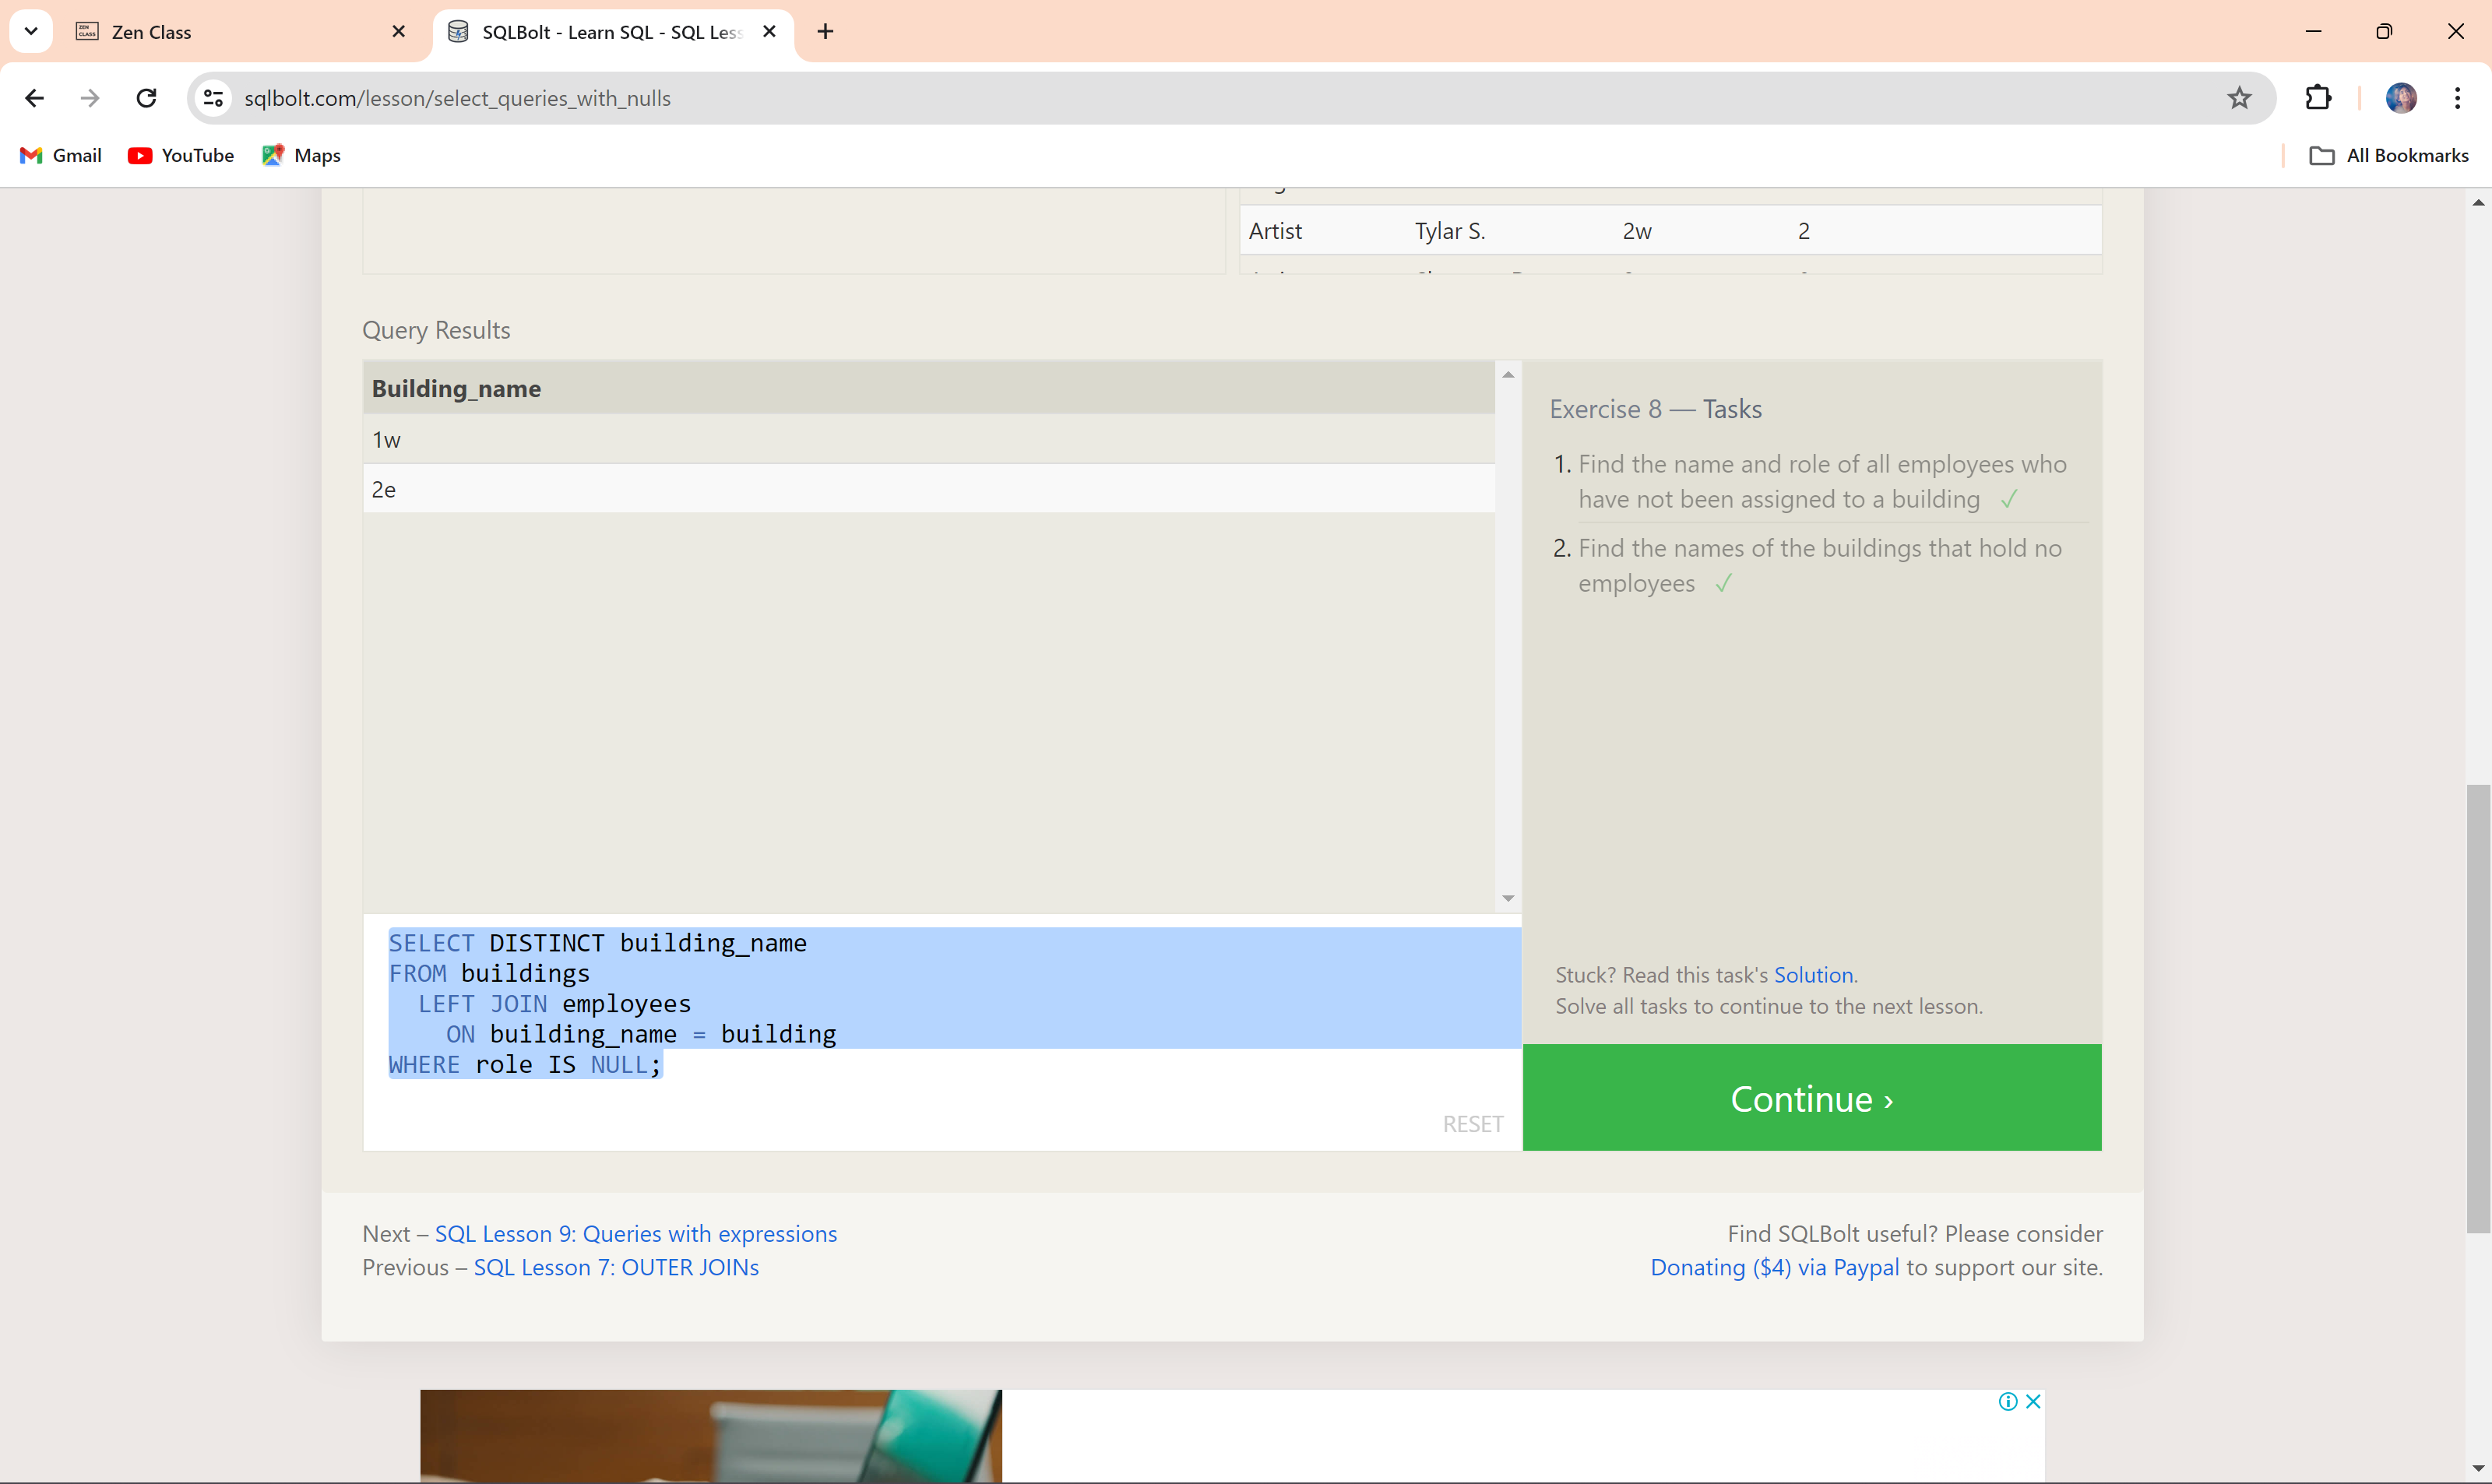 Zen Class
SQLBolt - Learn SQL - SQL Les
sqlbolt.com/lesson/select_queries_with_nulls
Gmail
YouTube
Maps
All Bookmarks
Artist Tylar S. 2w 2
Query Results
Building_name
1w
2e
Exercise 8 — Tasks
1. Find the name and role of all employees who
have not been assigned to a building ✓
2. Find the names of the buildings that hold no
employees ✓
SELECT DISTINCT building_name
FROM buildings
LEFT JOIN employees
ON building_name = building
WHERE role IS NULL;
RESET
Stuck? Read this task's Solution.
Solve all tasks to continue to the next lesson.
Continue ›
Next – SQL Lesson 9: Queries with expressions
Previous – SQL Lesson 7: OUTER JOINs
Find SQLBolt useful? Please consider
Donating ($4) via Paypal to support our site.